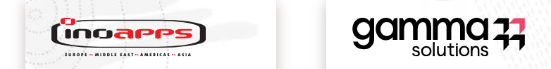 inoapps
EUROPE - MIDDLE EAST - AMERICAS - ASIA
gamma
solutions